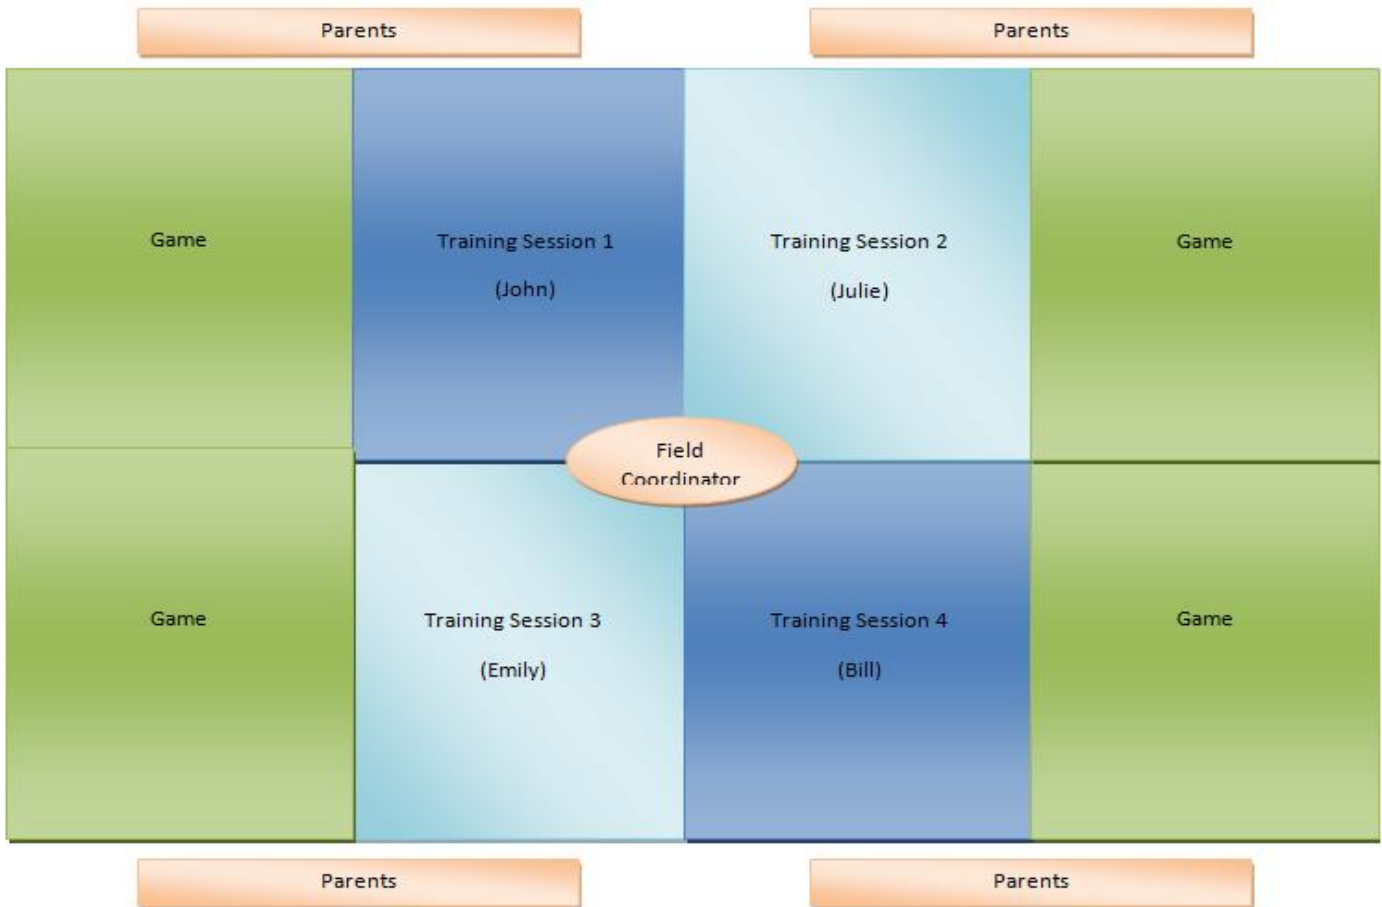 Parents
Parents
Game
Training Session 1
(John)
Training Session 2
(Julie)
Game
Field
Coordinator
Game
Training Session 3
(Emily)
Training Session 4
(Bill)
Game
Parents
Parents